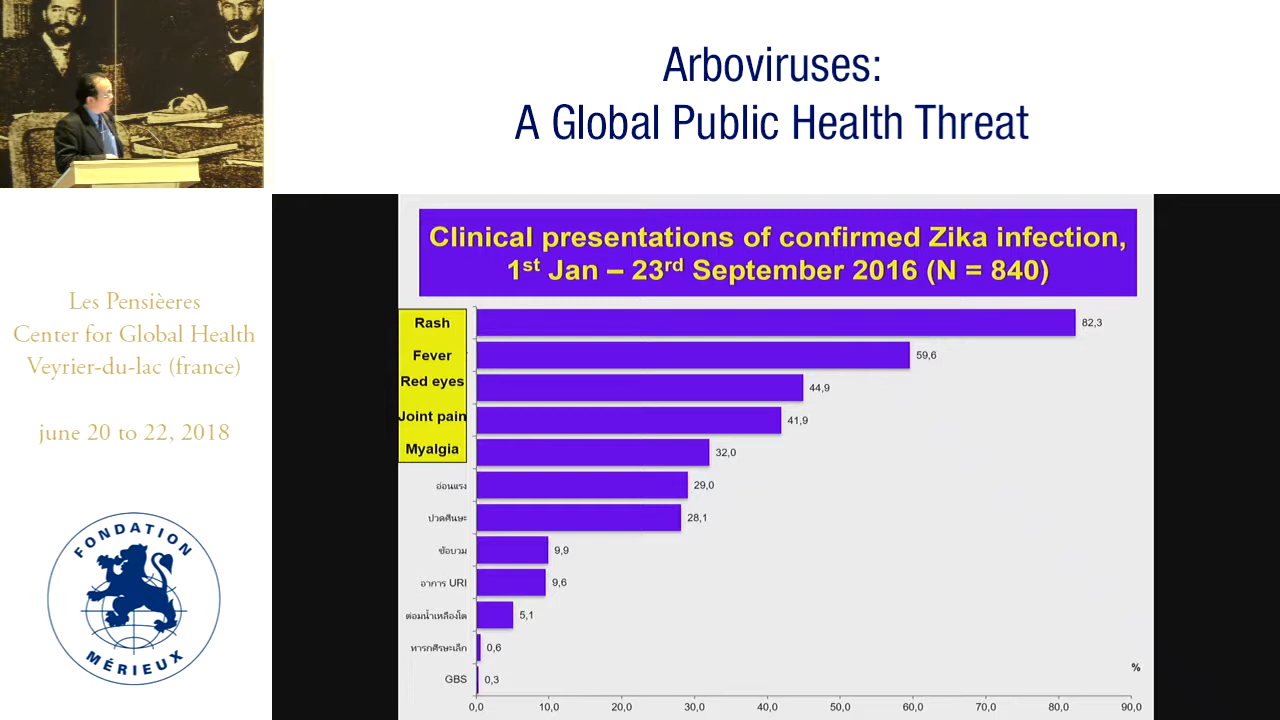 Arboviruses:
A Global Public Health Threat
Les Pensièeres
Center for Global Health
Veyrier-du-lac (france)
june 20 to 22, 2018
FONDATION
MÉRIEUX
Clinical presentations of confirmed Zika infection,
1st Jan – 23rd September 2016 (N = 840)
Rash 82,3
Fever 59,6
Red eyes 44,9
Joint pain 41,9
Myalgia 32,0
อ่อนแรง 29,0
ปวดศีรษะ 28,1
ข้อบวม 9,9
อาการ URI 9,6
ต่อมน้ำเหลืองโต 5,1
ทารกศีรษะเล็ก 0,6
GBS 0,3
%
0,0 10,0 20,0 30,0 40,0 50,0 60,0 70,0 80,0 90,0